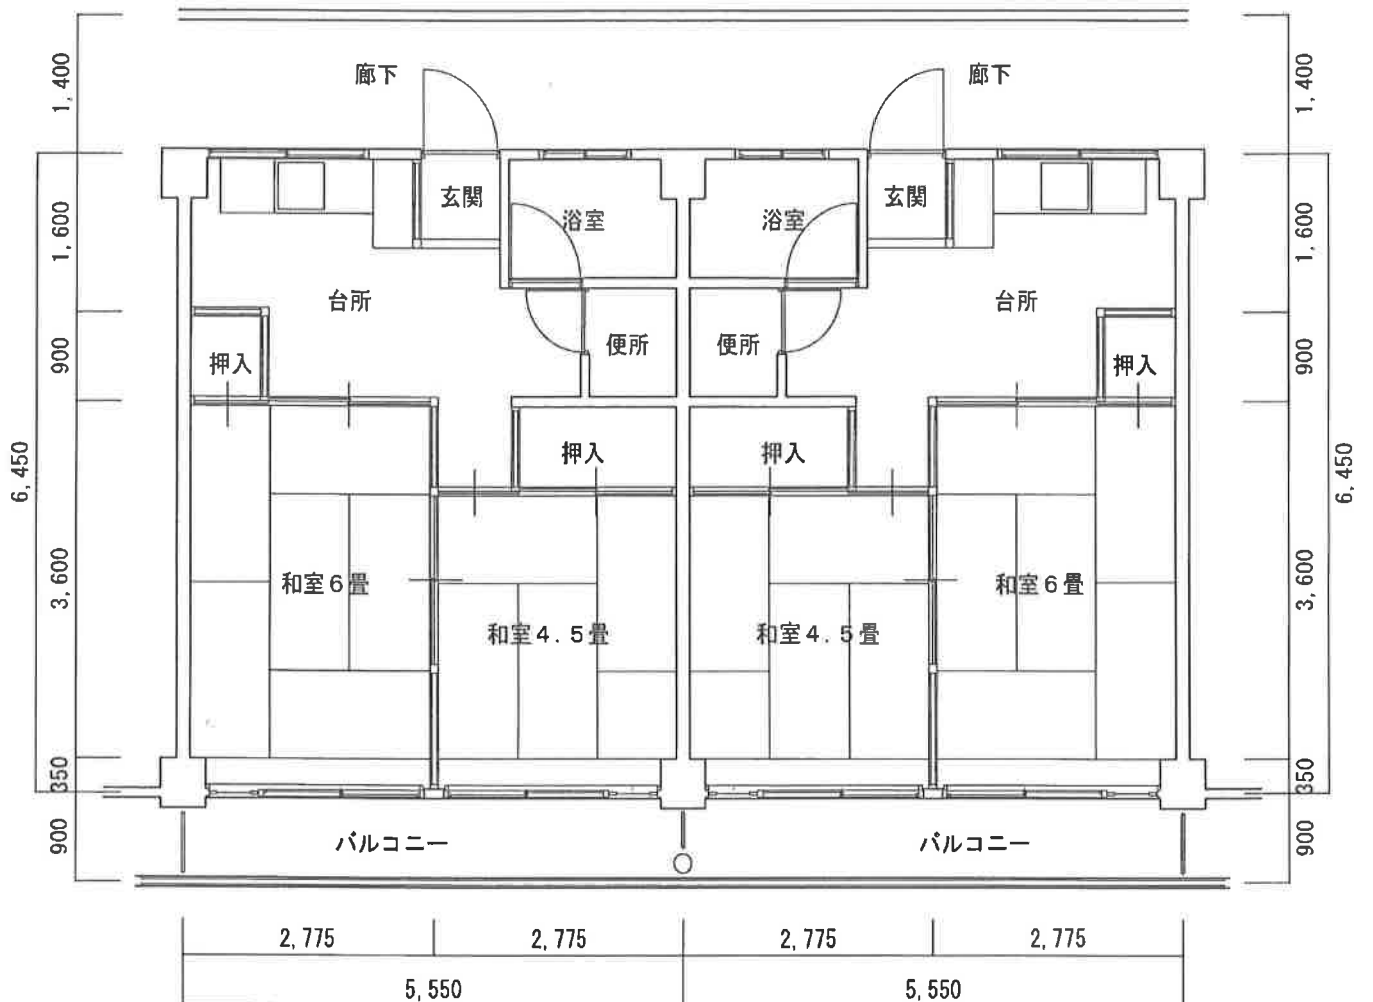 廊下
廊下
1,400
1,400
玄関
浴室
浴室
玄関
1,600
1,600
台所
台所
900
押入
便所
便所
押入
900
6,450
押入
押入
6,450
3,600
和室6畳
和室4.5畳
和室4.5畳
和室6畳
3,600
350
350
900
バルコニー
バルコニー
900
2,775
2,775
2,775
2,775
5,550
5,550